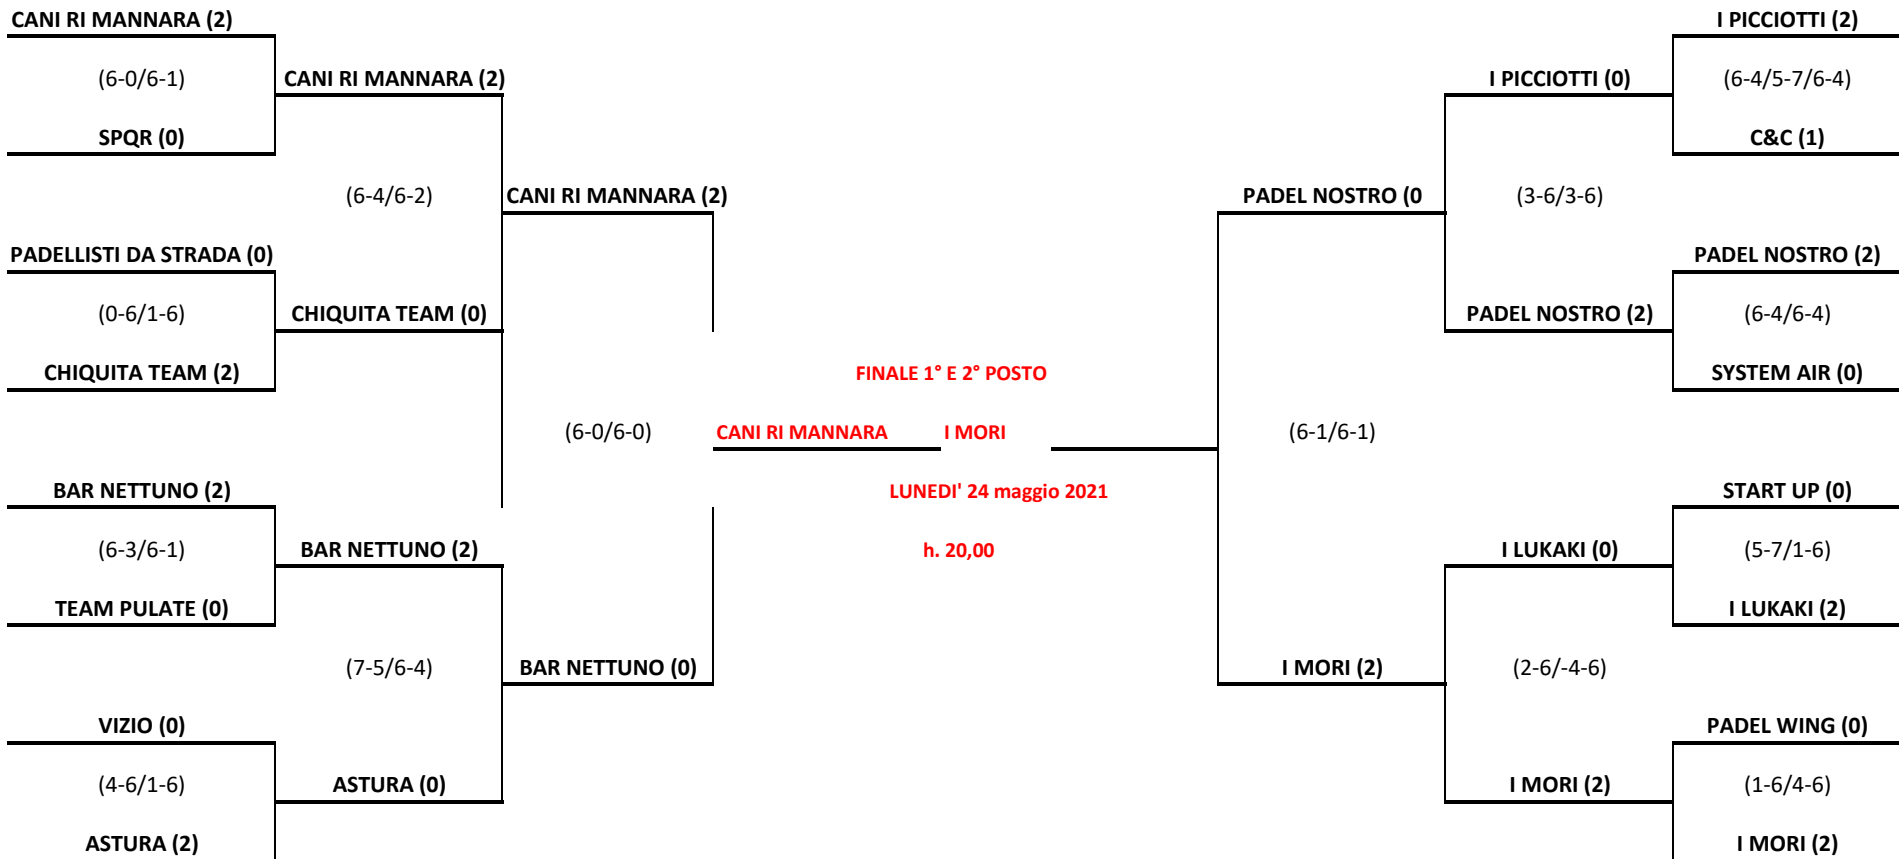 CANI RI MANNARA (2)
I PICCIOTTI (2)
(6-0/6-1)
CANI RI MANNARA (2)
I PICCIOTTI (0)
(6-4/5-7/6-4)
SPQR (0)
C&C (1)
(6-4/6-2)
CANI RI MANNARA (2)
PADEL NOSTRO (0
(3-6/3-6)
PADELLISTI DA STRADA (0)
PADEL NOSTRO (2)
(0-6/1-6)
CHIQUITA TEAM (0)
PADEL NOSTRO (2)
(6-4/6-4)
CHIQUITA TEAM (2)
FINALE 1° E 2° POSTO
SYSTEM AIR (0)
(6-0/6-0)
CANI RI MANNARA
I MORI
(6-1/6-1)
BAR NETTUNO (2)
LUNEDI' 24 maggio 2021
START UP (0)
(6-3/6-1)
BAR NETTUNO (2)
h. 20,00
I LUKAKI (0)
(5-7/1-6)
TEAM PULATE (0)
I LUKAKI (2)
(7-5/6-4)
BAR NETTUNO (0)
I MORI (2)
(2-6/-4-6)
VIZIO (0)
PADEL WING (0)
(4-6/1-6)
ASTURA (0)
I MORI (2)
(1-6/4-6)
ASTURA (2)
I MORI (2)